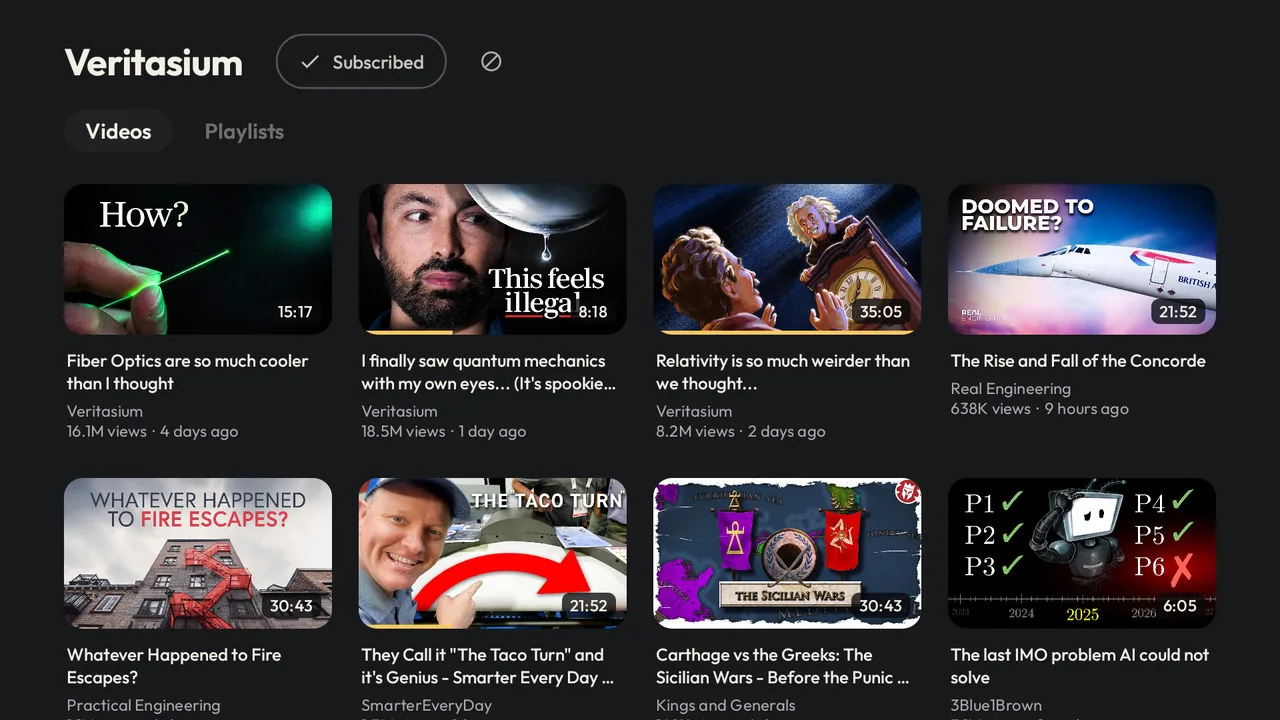 Veritasium
Subscribed
Videos
Playlists
How?
15:17
This feels
illegal
8:18
35:05
DOOMED TO
FAILURE?
BRITISH A
REAL
21:52
Fiber Optics are so much cooler
than I thought
Veritasium
16.1M views · 4 days ago
I finally saw quantum mechanics
with my own eyes... (It's spookie...
Veritasium
18.5M views · 1 day ago
Relativity is so much weirder than
we thought...
Veritasium
8.2M views · 2 days ago
The Rise and Fall of the Concorde
Real Engineering
638K views · 9 hours ago
WHATEVER HAPPENED
TO FIRE ESCAPES?
30:43
THE TACO TURN
21:52
THE SICILIAN WARS
30:43
P1 ✓
P2 ✓
P3 ✓
P4 ✓
P5 ✓
P6 ✗
2023 2024 2025 2026 27
6:05
Whatever Happened to Fire
Escapes?
Practical Engineering
They Call it "The Taco Turn" and
it's Genius - Smarter Every Day ...
SmarterEveryDay
Carthage vs the Greeks: The
Sicilian Wars - Before the Punic ...
Kings and Generals
The last IMO problem AI could not
solve
3Blue1Brown